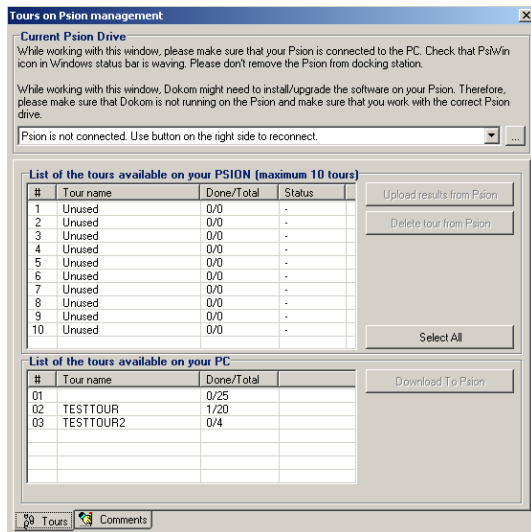 Tours on Psion management
Current Psion Drive
While working with this window, please make sure that your Psion is connected to the PC. Check that PsiWin
icon in Windows status bar is waving. Please don't remove the Psion from docking station.
While working with this window, Dokom might need to install/upgrade the software on your Psion. Therefore,
please make sure that Dokom is not running on the Psion and make sure that you work with the correct Psion
drive.
Psion is not connected. Use button on the right side to reconnect. ...
List of the tours available on your PSION (maximum 10 tours)
# Tour name Done/Total Status
1 Unused 0/0 -
2 Unused 0/0 -
3 Unused 0/0 -
4 Unused 0/0 -
5 Unused 0/0 -
6 Unused 0/0 -
7 Unused 0/0 -
8 Unused 0/0 -
9 Unused 0/0 -
10 Unused 0/0 -
Upload results from Psion
Delete tour from Psion
Select All
List of the tours available on your PC
# Tour name Done/Total
01 0/25
02 TESTTOUR 1/20
03 TESTTOUR2 0/4
Download To Psion
Tours Comments